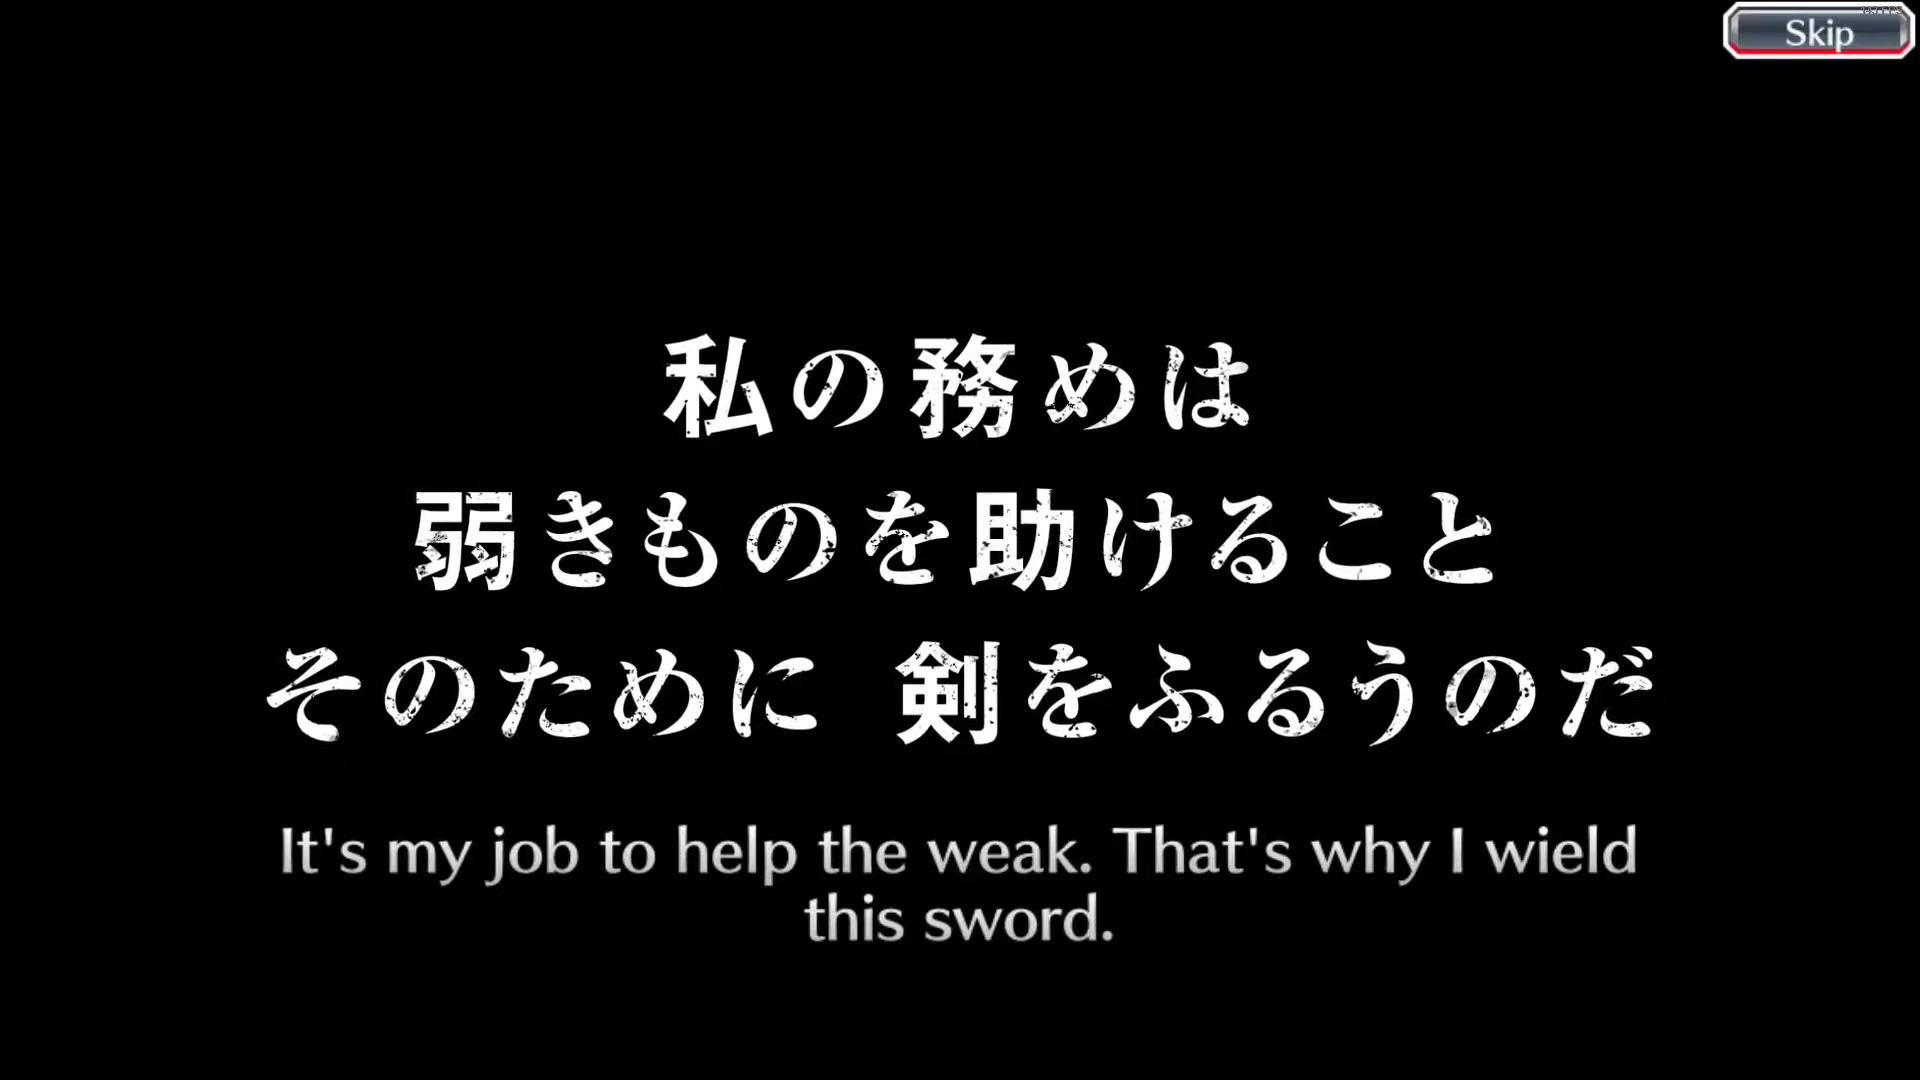 Skip
私の務めは
弱きものを助けること
そのために 剣をふるうのだ
It's my job to help the weak. That's why I wield
this sword.